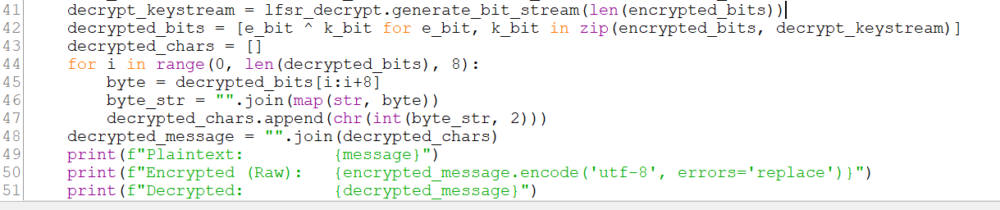 41 decrypt_keystream = lfsr_decrypt.generate_bit_stream(len(encrypted_bits))
42 decrypted_bits = [e_bit ^ k_bit for e_bit, k_bit in zip(encrypted_bits, decrypt_keystream)]
43 decrypted_chars = []
44 for i in range(0, len(decrypted_bits), 8):
45     byte = decrypted_bits[i:i+8]
46     byte_str = "".join(map(str, byte))
47     decrypted_chars.append(chr(int(byte_str, 2)))
48 decrypted_message = "".join(decrypted_chars)
49 print(f"Plaintext:         {message}")
50 print(f"Encrypted (Raw):   {encrypted_message.encode('utf-8', errors='replace')}")
51 print(f"Decrypted:         {decrypted_message}")